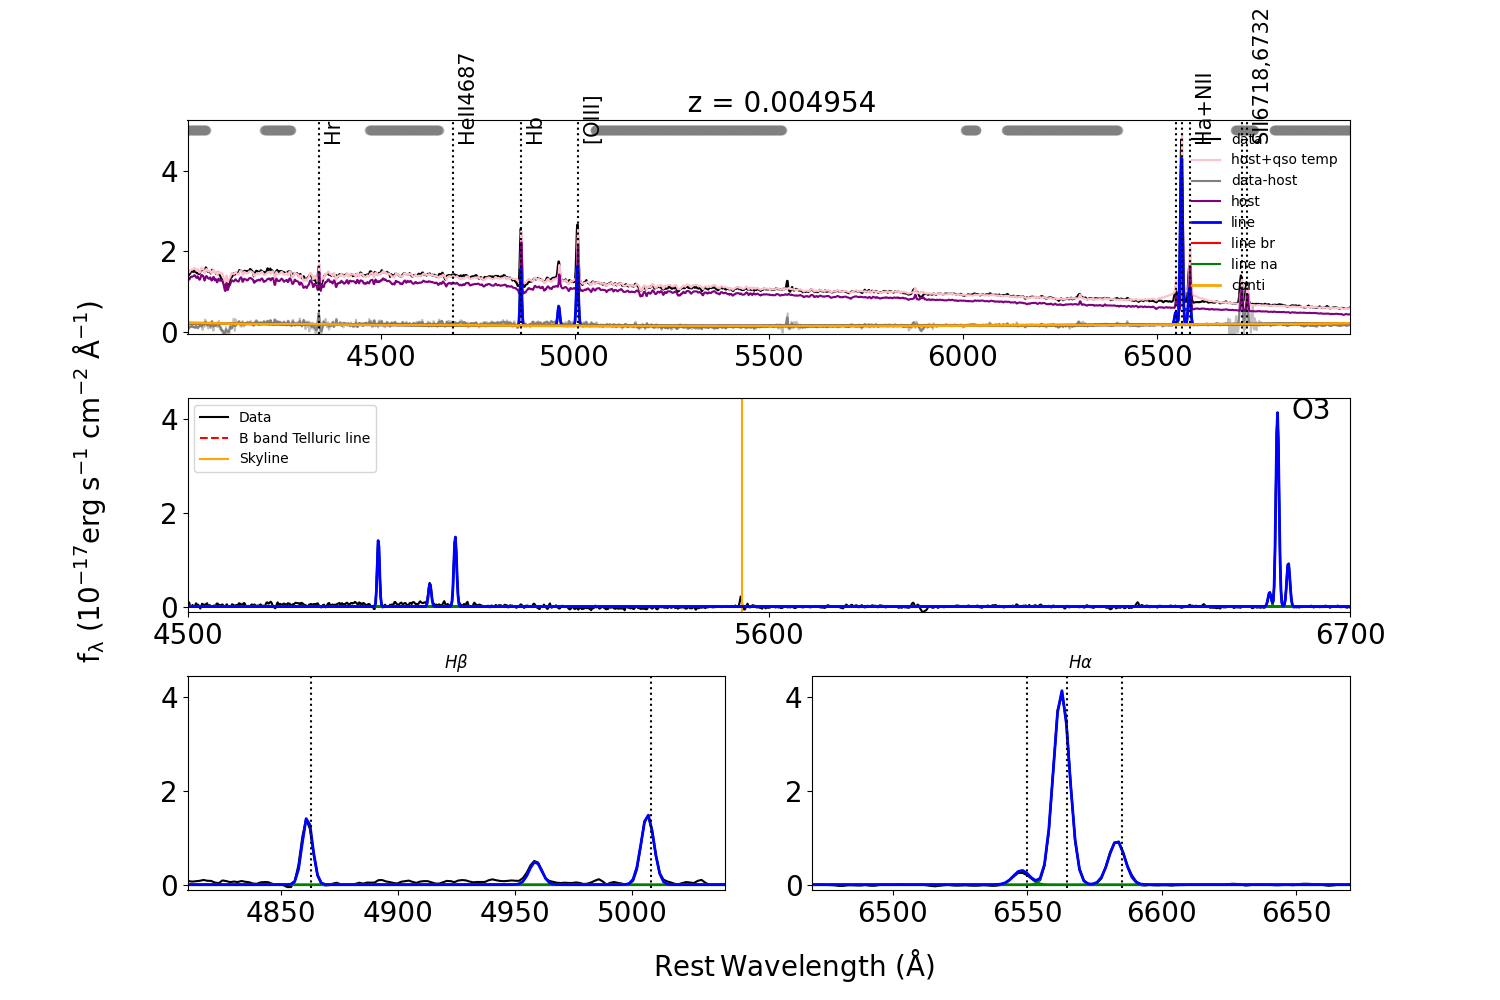 z = 0.004954
Hr
HeII4687
Hb
[OIII]
Ha+NII
SII6718,6732
data
host+qso temp
data-host
host
line
line br
line na
conti
4
2
0
4500
5000
5500
6000
6500
fλ (10−17erg s−1 cm−2 Å−1)
Data
B band Telluric line
Skyline
O3
4
2
0
4500
5600
6700
Hβ
4
2
0
4850
4900
4950
5000
Hα
4
2
0
6500
6550
6600
6650
Rest Wavelength (Å)